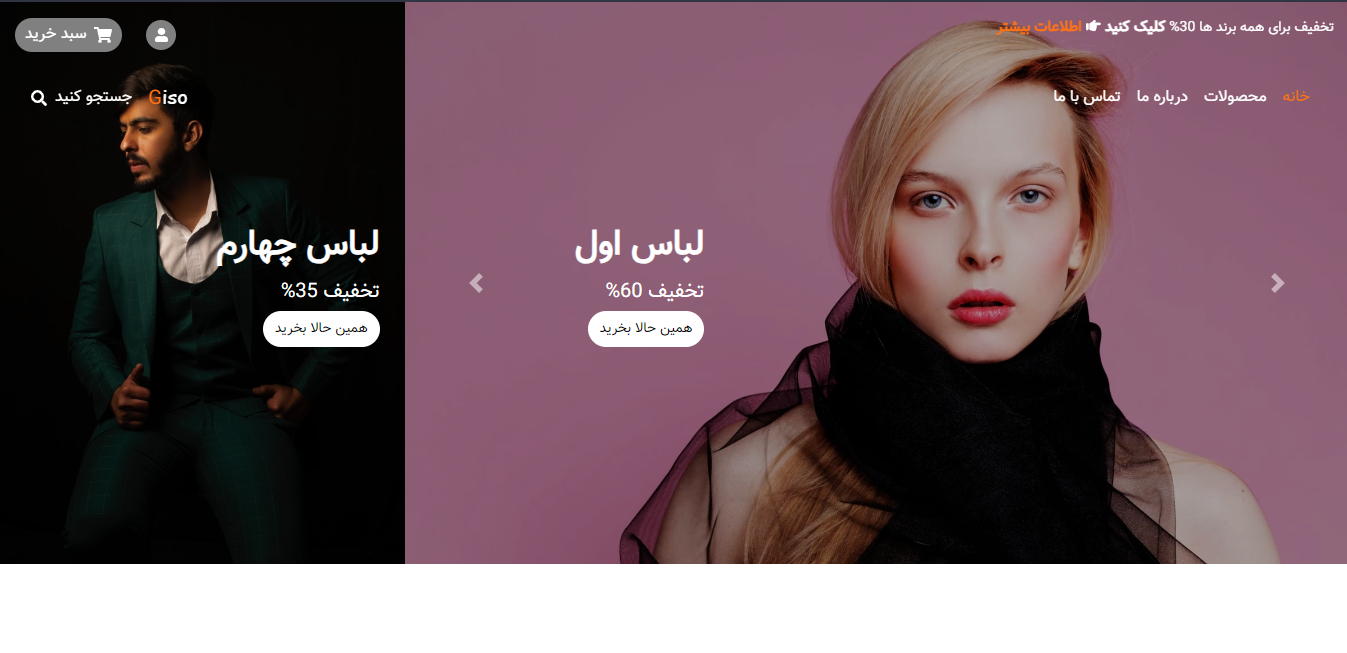 تخفیف برای همه برند ها 30% کلیک کنید اطلاعات بیشتر
سبد خرید
خانه محصولات درباره ما تماس با ما
Giso جستجو کنید
لباس اول
تخفیف 60%
همین حالا بخرید
لباس چهارم
تخفیف 35%
همین حالا بخرید